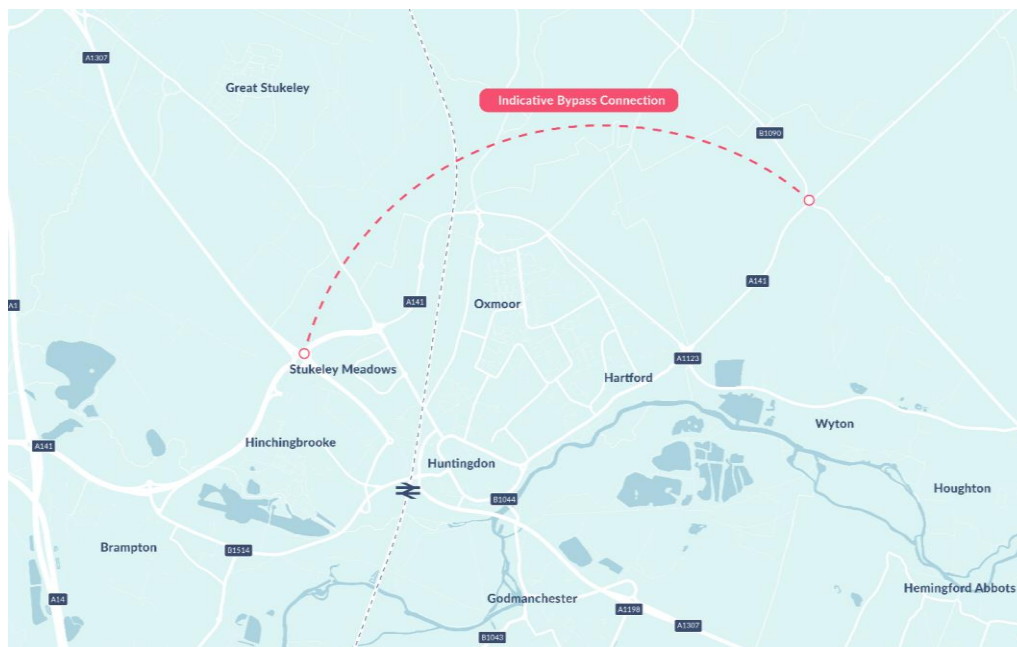 A1307
Great Stukeley
Indicative Bypass Connection
B1090
A141
A141
A1
Oxmoor
A1123
Stukeley Meadows
Hartford
Wyton
A141
Hinchingbrooke
Huntingdon
Houghton
B1044
Brampton
B1514
Hemingford Abbots
A14
Godmanchester
A1198
A1307
B1043